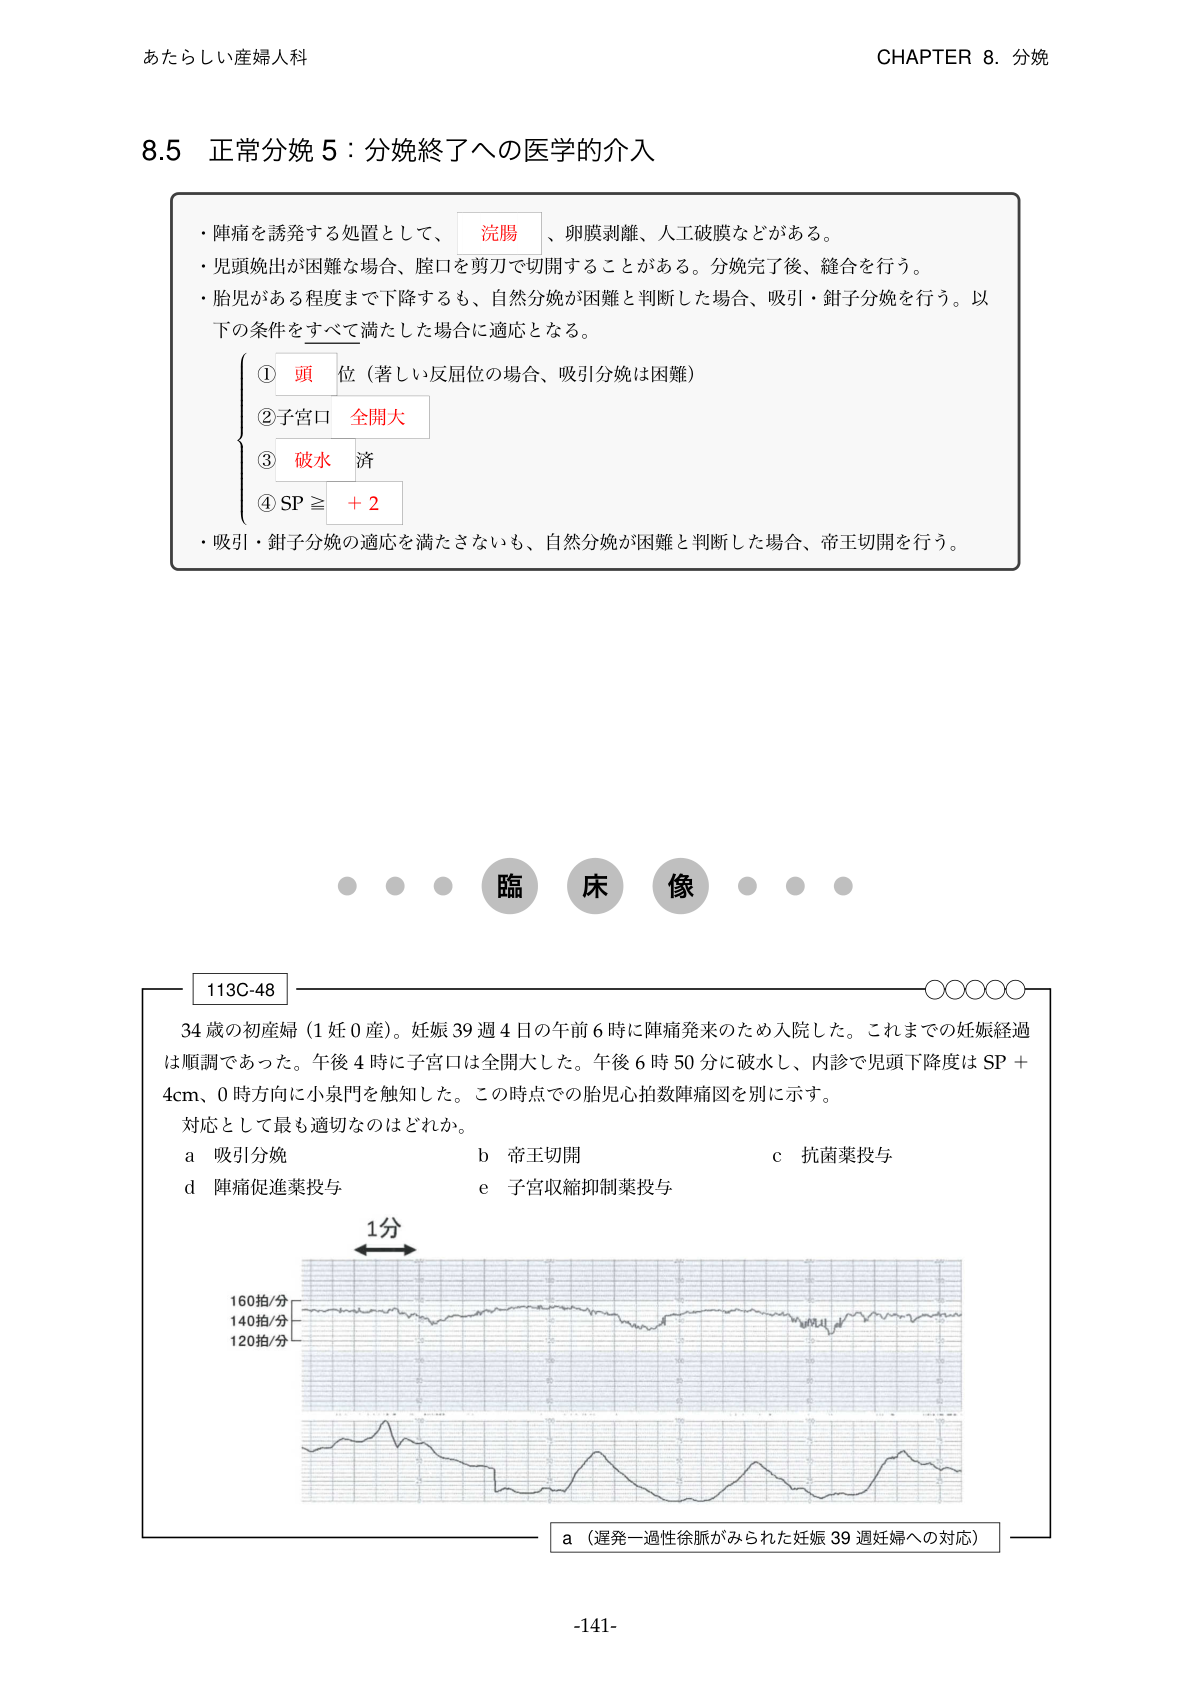 あたらしい産婦人科
CHAPTER 8. 分娩
8.5 正常分娩 5：分娩終了への医学的介入
・陣痛を誘発する処置として、 浣腸 、卵膜剥離、人工破膜などがある。
・児頭娩出が困難な場合、腟口を剪刀で切開することがある。分娩完了後、縫合を行う。
・胎児がある程度まで下降するも、自然分娩が困難と判断した場合、吸引・鉗子分娩を行う。以
下の条件をすべて満たした場合に適応となる。
① 頭 位（著しい反屈位の場合、吸引分娩は困難）
②子宮口 全開大
③ 破水 済
④ SP ≧ ＋2
・吸引・鉗子分娩の適応を満たさないも、自然分娩が困難と判断した場合、帝王切開を行う。
臨 床 像
113C-48
34 歳の初産婦（1 妊 0 産）。妊娠 39 週 4 日の午前 6 時に陣痛発来のため入院した。これまでの妊娠経過
は順調であった。午後 4 時に子宮口は全開大した。午後 6 時 50 分に破水し、内診で児頭下降度は SP ＋
4cm、0 時方向に小泉門を触知した。この時点での胎児心拍数陣痛図を別に示す。
対応として最も適切なのはどれか。
a 吸引分娩 b 帝王切開 c 抗菌薬投与
d 陣痛促進薬投与 e 子宮収縮抑制薬投与
1分
160拍/分
140拍/分
120拍/分
a （遅発一過性徐脈がみられた妊娠 39 週妊婦への対応）
-141-